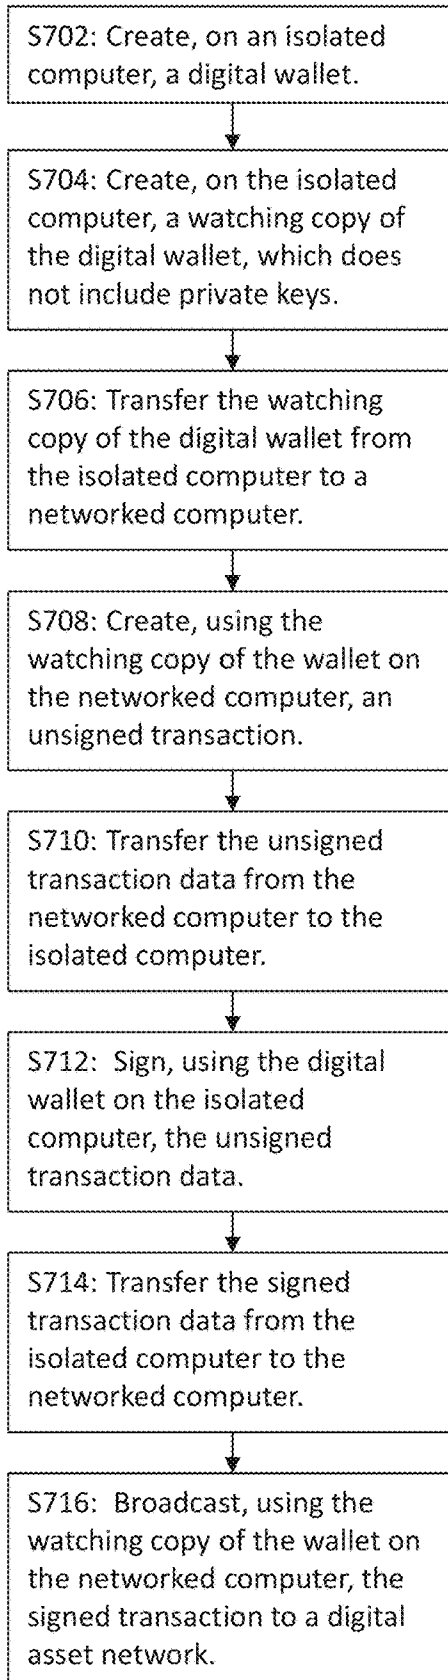 S702: Create, on an isolated
computer, a digital wallet.
S704: Create, on the isolated
computer, a watching copy of
the digital wallet, which does
not include private keys.
S706: Transfer the watching
copy of the digital wallet from
the isolated computer to a
networked computer.
S708: Create, using the
watching copy of the wallet on
the networked computer, an
unsigned transaction.
S710: Transfer the unsigned
transaction data from the
networked computer to the
isolated computer.
S712: Sign, using the digital
wallet on the isolated
computer, the unsigned
transaction data.
S714: Transfer the signed
transaction data from the
isolated computer to the
networked computer.
S716: Broadcast, using the
watching copy of the wallet on
the networked computer, the
signed transaction to a digital
asset network.